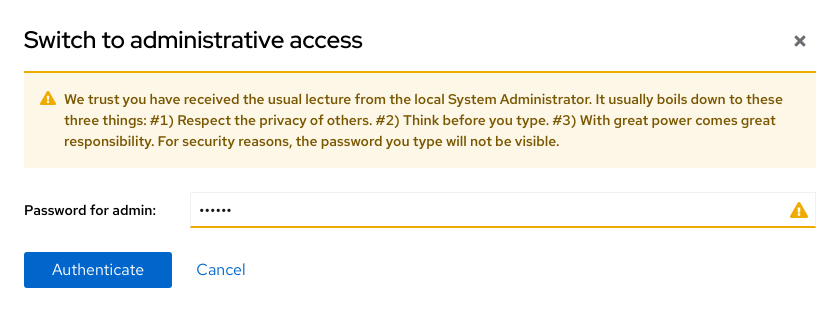 Switch to administrative access
We trust you have received the usual lecture from the local System Administrator. It usually boils down to these
three things: #1) Respect the privacy of others. #2) Think before you type. #3) With great power comes great
responsibility. For security reasons, the password you type will not be visible.
Password for admin: ••••••
Authenticate Cancel